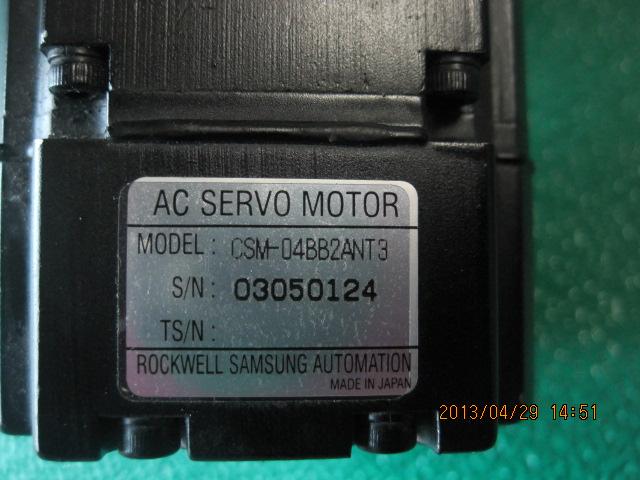 AC SERVO MOTOR
MODEL : CSM-04BB2ANT3
S/N : 03050124
TS/N :
ROCKWELL SAMSUNG AUTOMATION
MADE IN JAPAN
2013/04/29 14:51